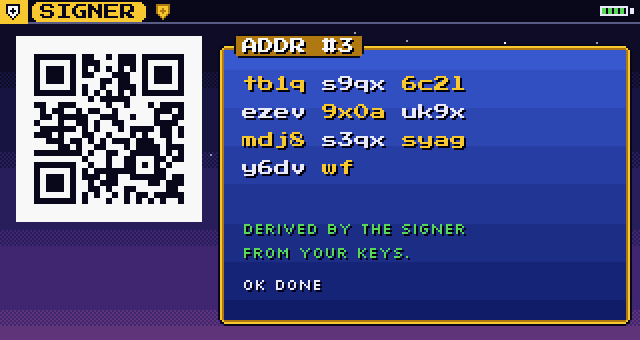 SIGNER
ADDR #3
tb1q s9qx 6c2l
ezev 9x0a uk9x
mdj8 s3qx syag
y6dv wf
DERIVED BY THE SIGNER
FROM YOUR KEYS.
OK DONE